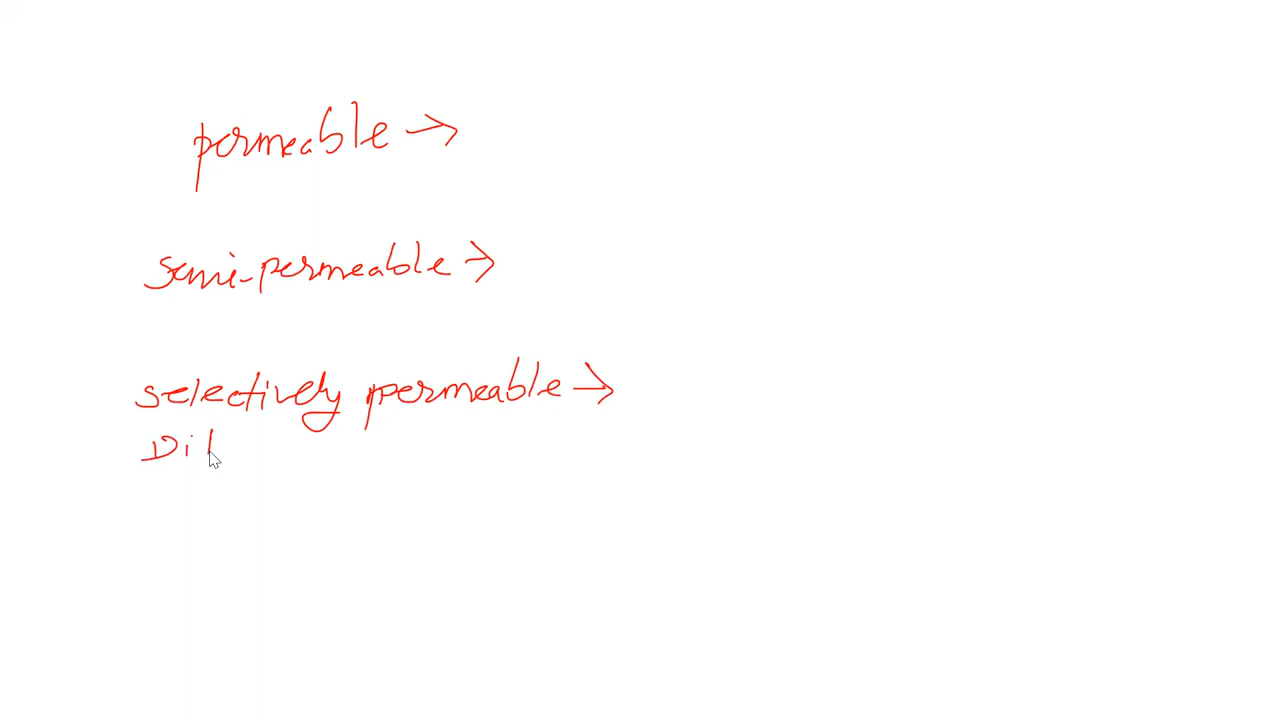 permeable →
semi-permeable →
selectively permeable →